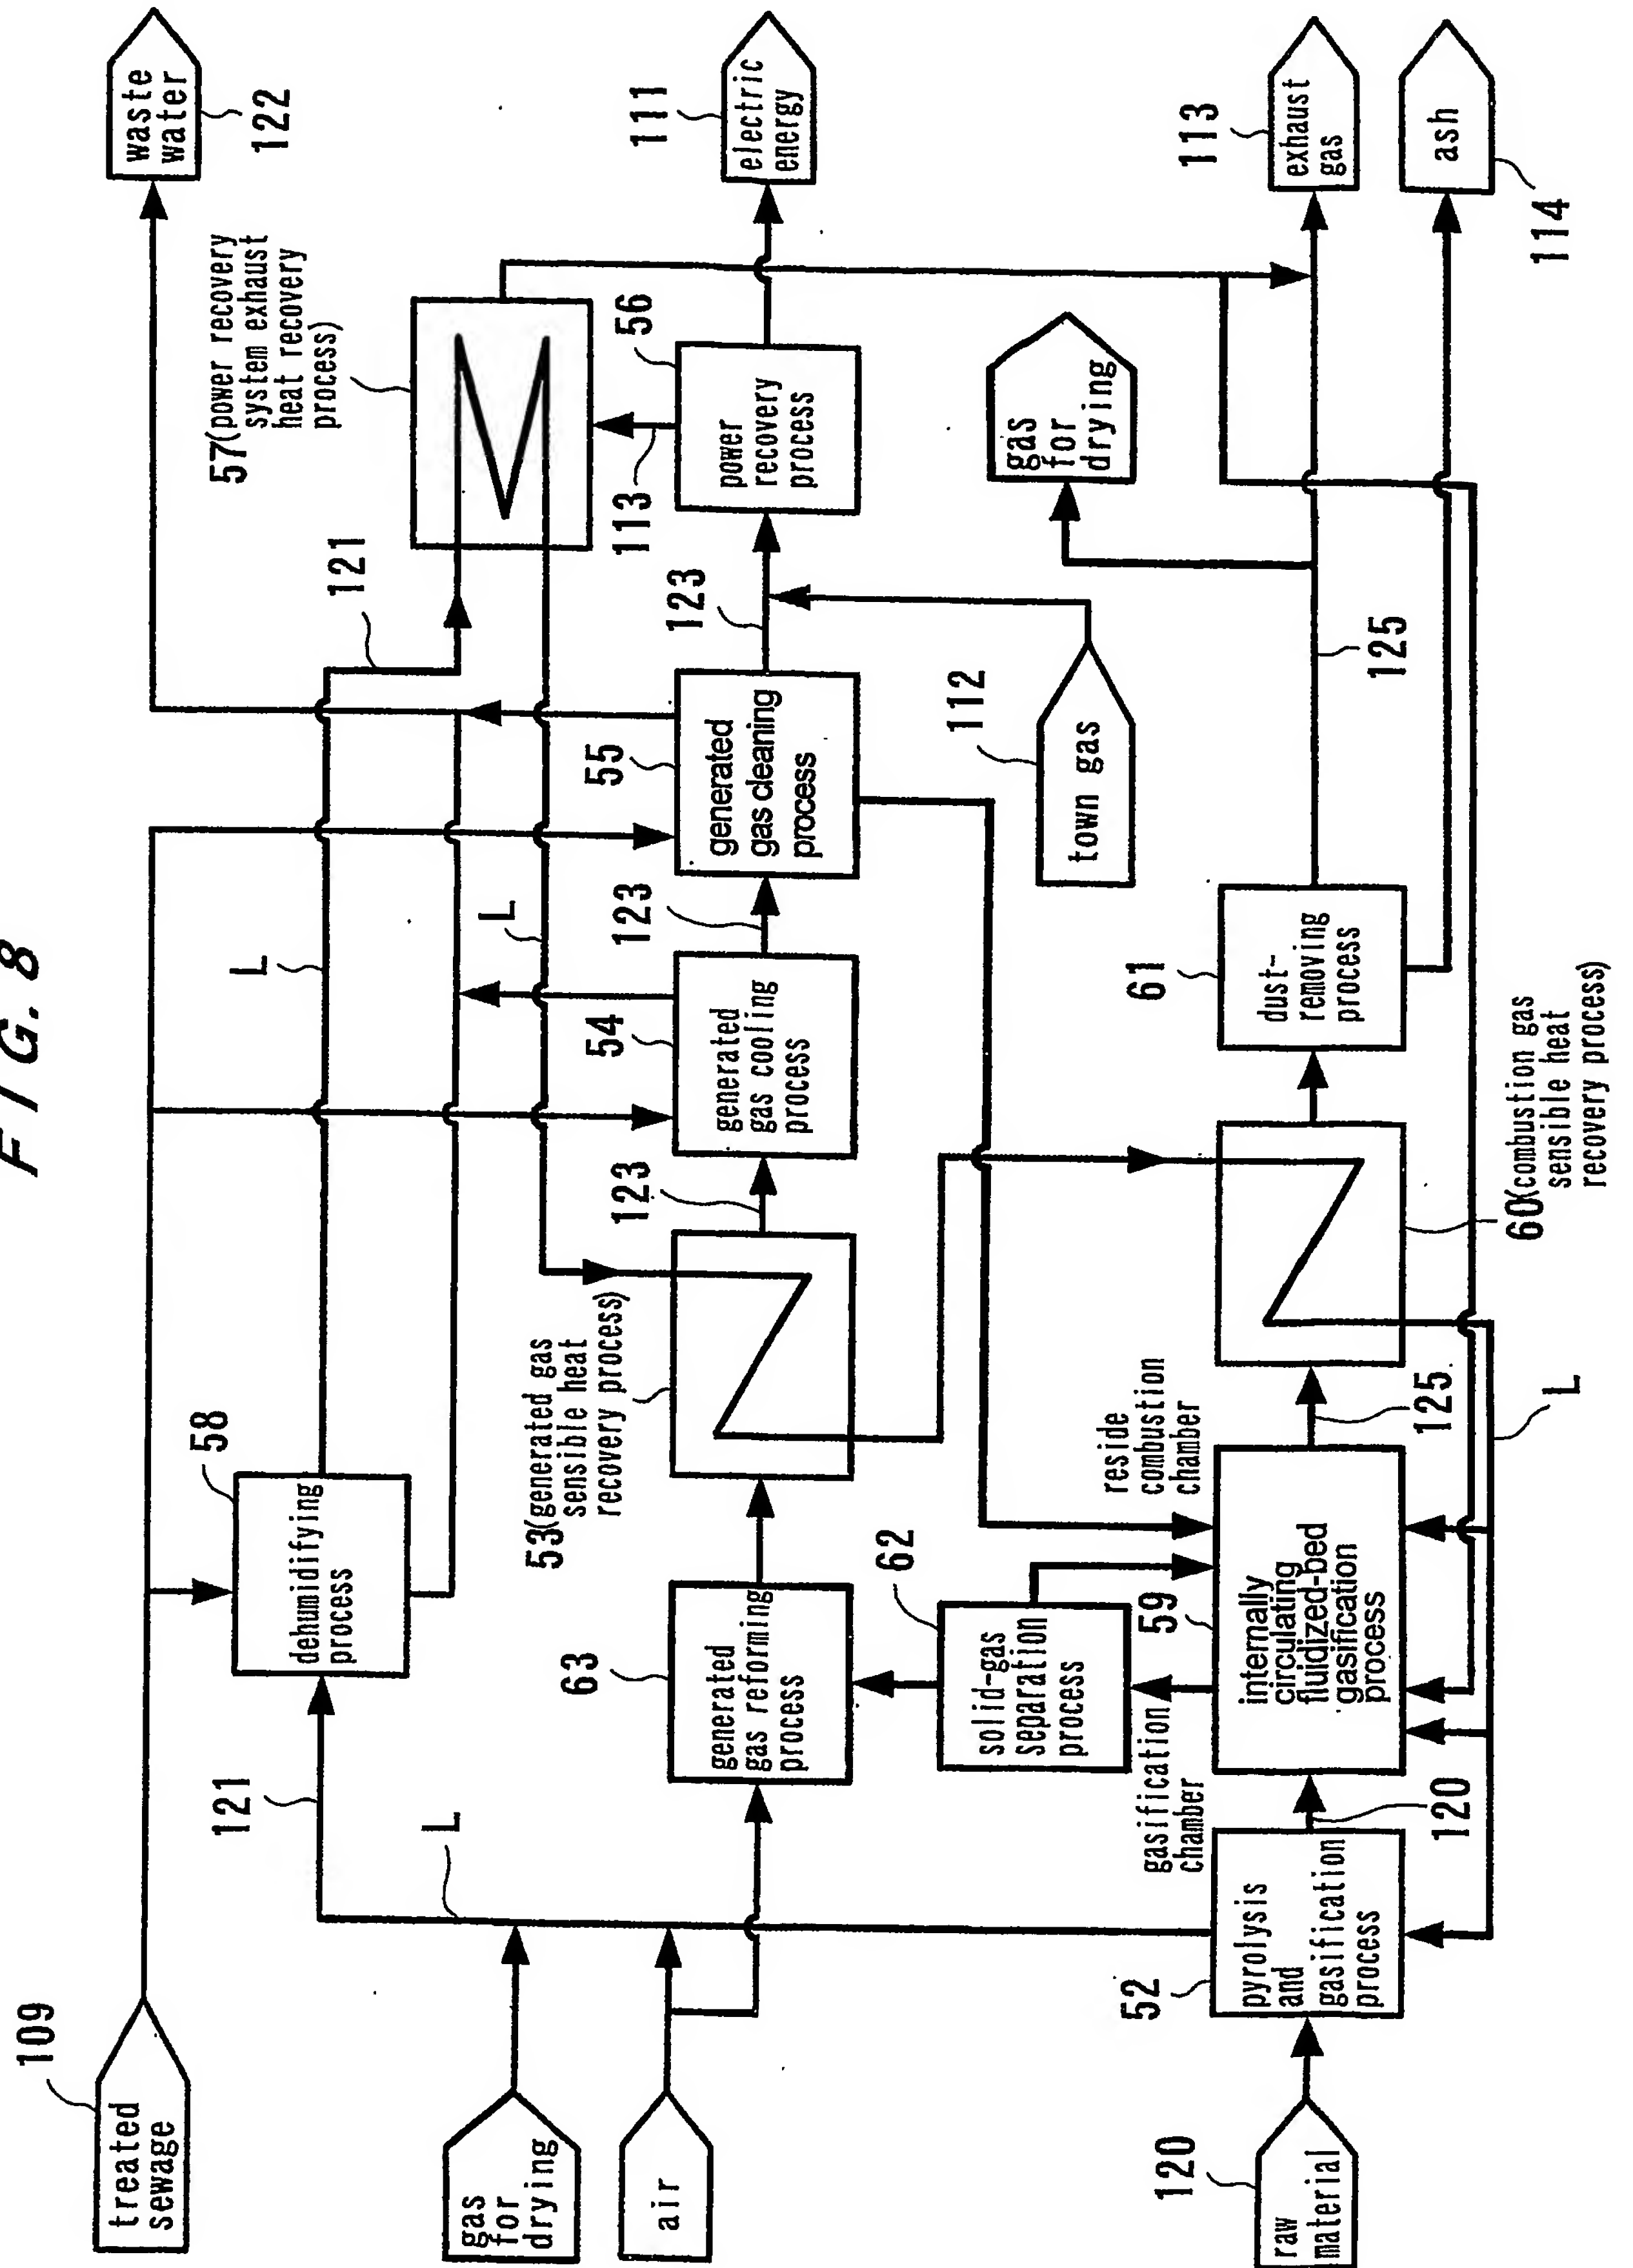 FIG. 8
109
treated
sewage
waste
water
122
58
dehumidifying
process
121
L
L
121
57(power recovery
system exhaust
heat recovery
process)
gas
for
drying
air
L
L
63
generated
gas reforming
process
53(generated gas
sensible heat
recovery process)
123
54
generated
gas cooling
process
123
55
generated
gas cleaning
process
123
113
56
power
recovery
process
111
electric
energy
62
solid-gas
separation
process
112
town gas
gas
for
drying
120
raw
material
52
pyrolysis
and
gasification
process
120
gasification
chamber
59
internally
circulating
fluidized-bed
gasification
process
reside
combustion
chamber
125
60(combustion gas
sensible heat
recovery process)
L
61
dust-
removing
process
125
113
exhaust
gas
ash
114